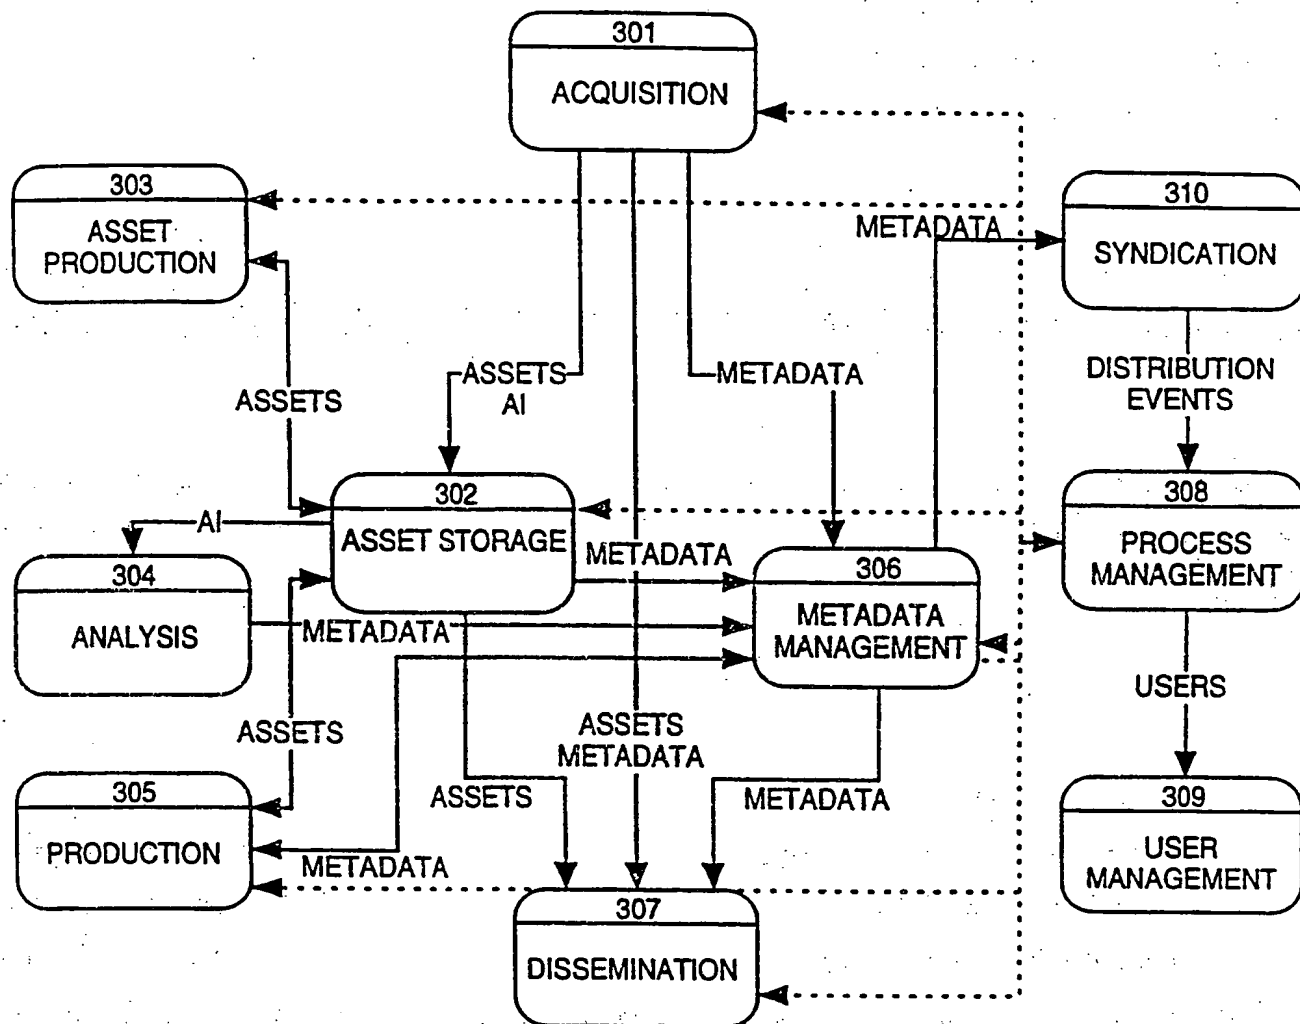 301
ACQUISITION
303
ASSET
PRODUCTION
310
SYNDICATION
METADATA
ASSETS
AI
METADATA
DISTRIBUTION
EVENTS
ASSETS
302
ASSET STORAGE
308
PROCESS
MANAGEMENT
AI
METADATA
304
ANALYSIS
306
METADATA
MANAGEMENT
METADATA
USERS
ASSETS
ASSETS
METADATA
305
PRODUCTION
ASSETS
METADATA
309
USER
MANAGEMENT
METADATA
307
DISSEMINATION